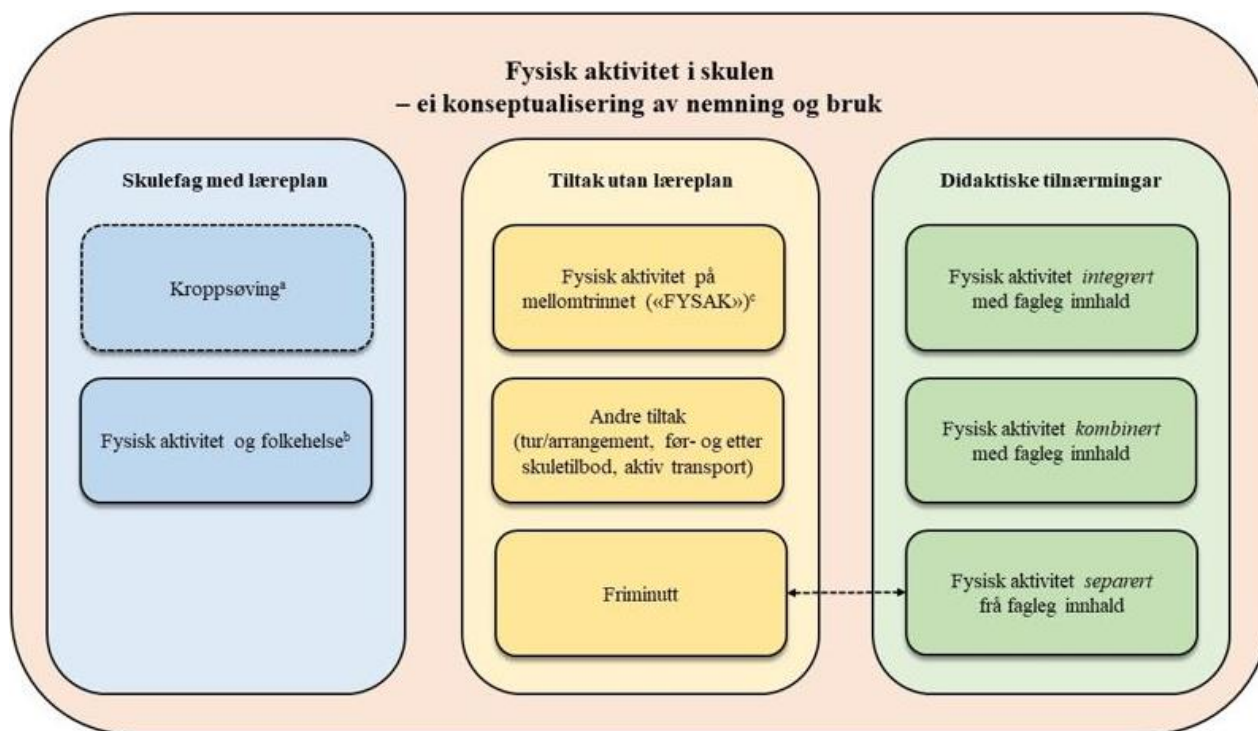 Fysisk aktivitet i skulen
– ei konseptualisering av nemning og bruk
Skulefag med læreplan
Kroppsøvingᵃ
Fysisk aktivitet og folkehelseᵇ
Tiltak utan læreplan
Fysisk aktivitet på
mellomtrinnet («FYSAK»)ᶜ
Andre tiltak
(tur/arrangement, før- og etter
skuletilbod, aktiv transport)
Friminutt
Didaktiske tilnærmingar
Fysisk aktivitet integrert
med fagleg innhald
Fysisk aktivitet kombinert
med fagleg innhald
Fysisk aktivitet separert
frå fagleg innhald